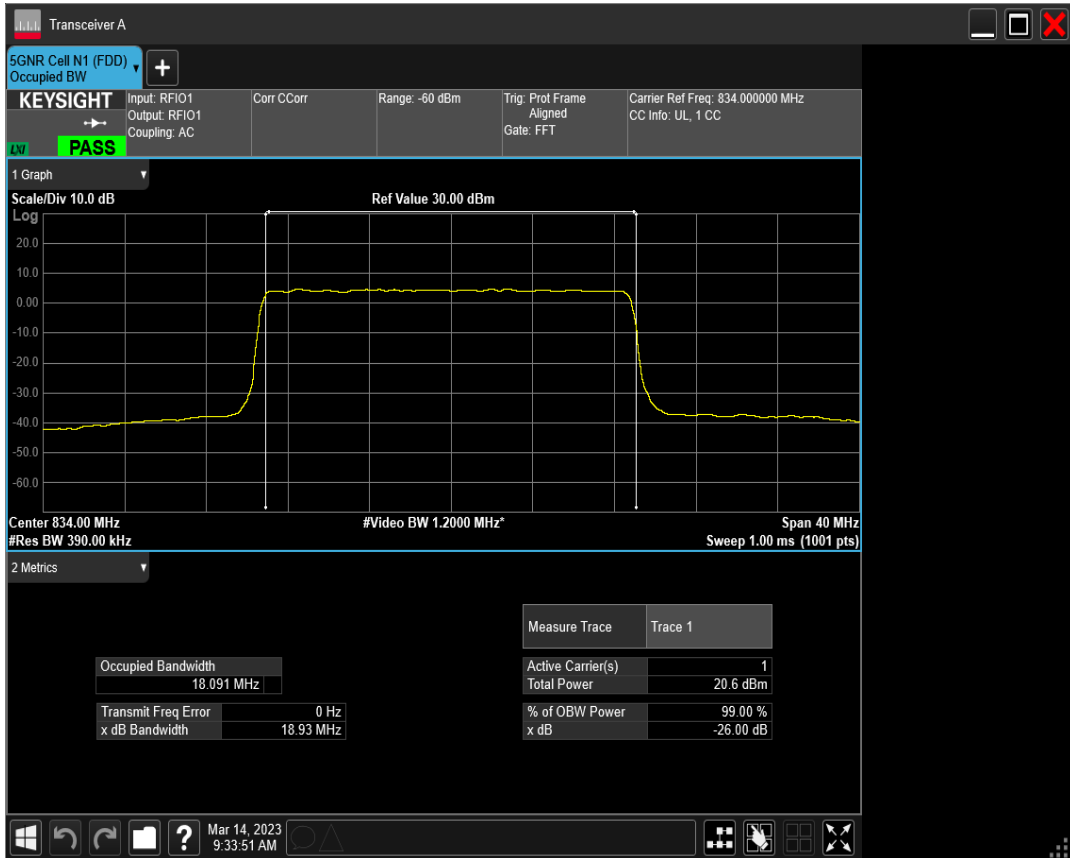 Transceiver A
5GNR Cell N1 (FDD)
Occupied BW
+
KEYSIGHT
LXI
PASS
Input: RFIO1
Output: RFIO1
Coupling: AC
Corr CCorr
Range: -60 dBm
Trig: Prot Frame
Aligned
Gate: FFT
Carrier Ref Freq: 834.000000 MHz
CC Info: UL, 1 CC
1 Graph
Scale/Div 10.0 dB
Ref Value 30.00 dBm
Log
20.0
10.0
0.00
-10.0
-20.0
-30.0
-40.0
-50.0
-60.0
Center 834.00 MHz
#Video BW 1.2000 MHz*
Span 40 MHz
#Res BW 390.00 kHz
Sweep 1.00 ms (1001 pts)
2 Metrics
Measure Trace Trace 1
Occupied Bandwidth
18.091 MHz
Active Carrier(s) 1
Total Power 20.6 dBm
Transmit Freq Error 0 Hz
x dB Bandwidth 18.93 MHz
% of OBW Power 99.00 %
x dB -26.00 dB
?
Mar 14, 2023
9:33:51 AM